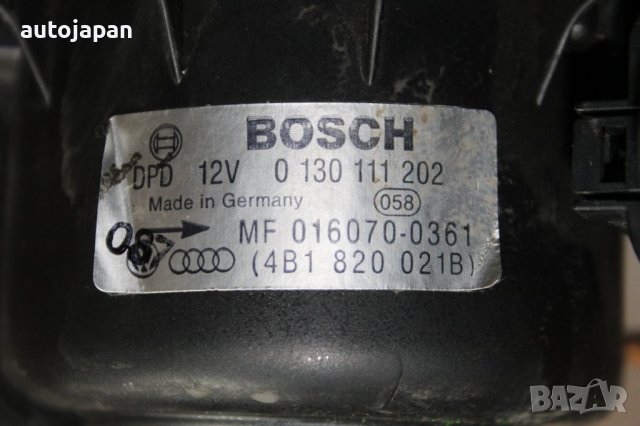 autojapan
BOSCH
DPD 12V 0 130 111 202
Made in Germany 058
MF 016070-0361
(4B1 820 021B)
BAZAR